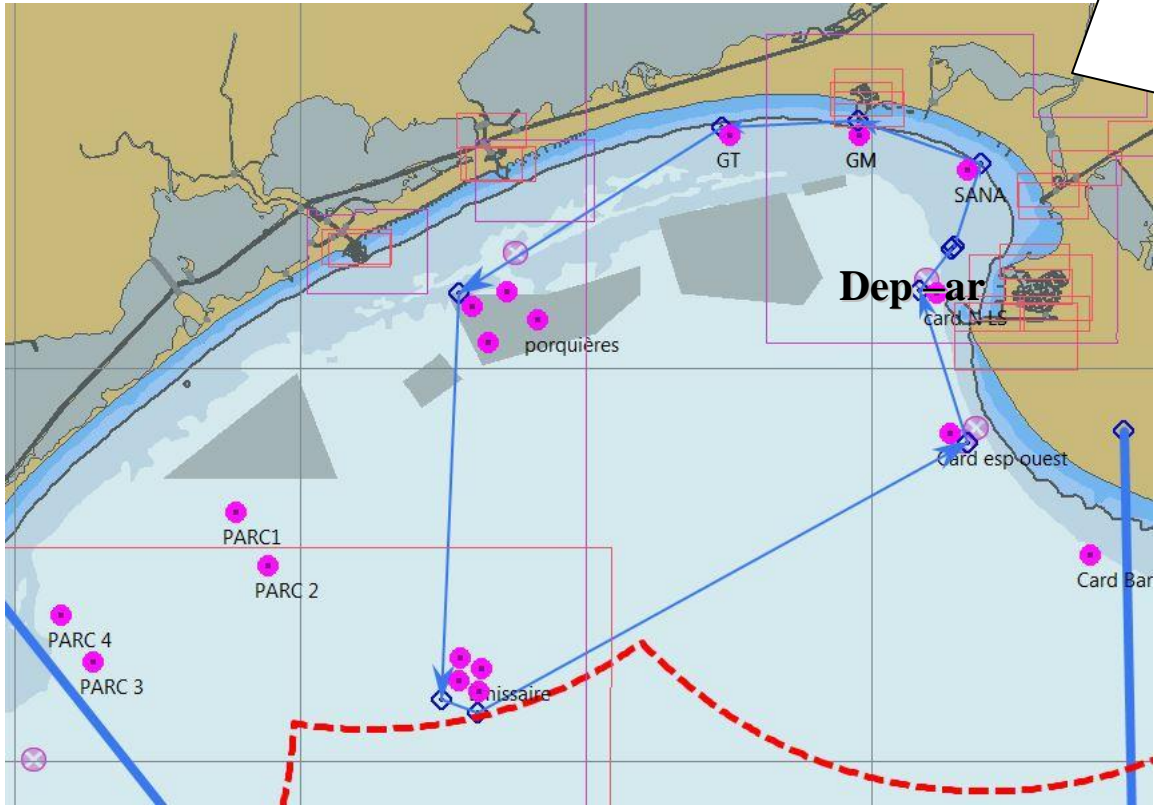 GT
GM
SANA
Dep –ar
card N LS
porquières
Card esp ouest
PARC1
PARC 2
Card Bar
PARC 4
PARC 3